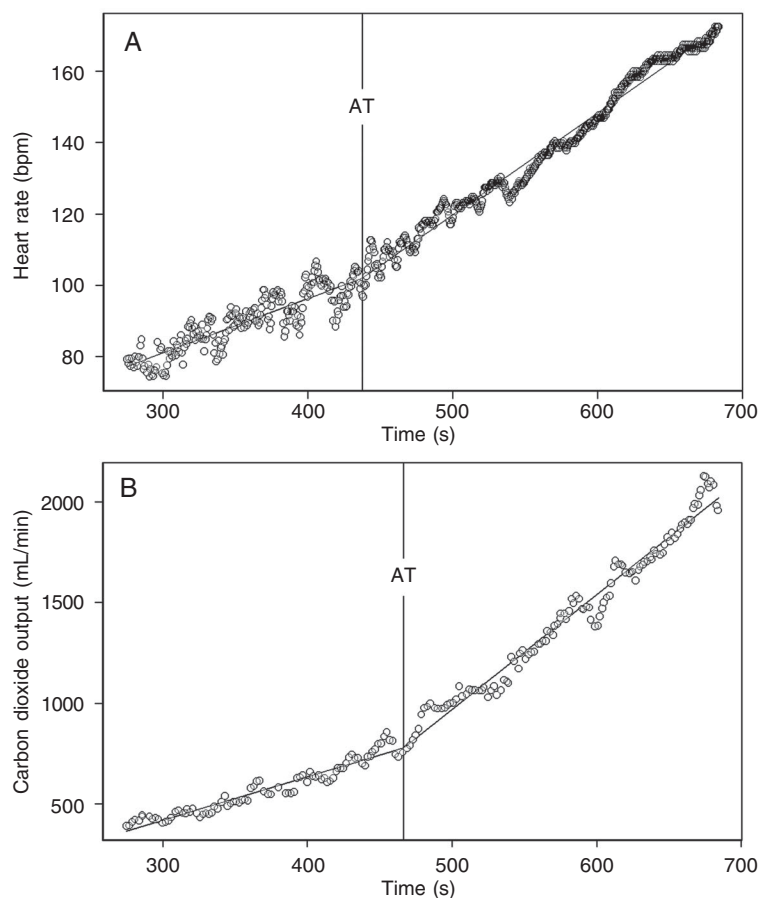 A
Heart rate (bpm)
160
140
120
100
80
AT
300 400 500 600 700
Time (s)
B
Carbon dioxide output (mL/min)
2000
1500
1000
500
AT
300 400 500 600 700
Time (s)